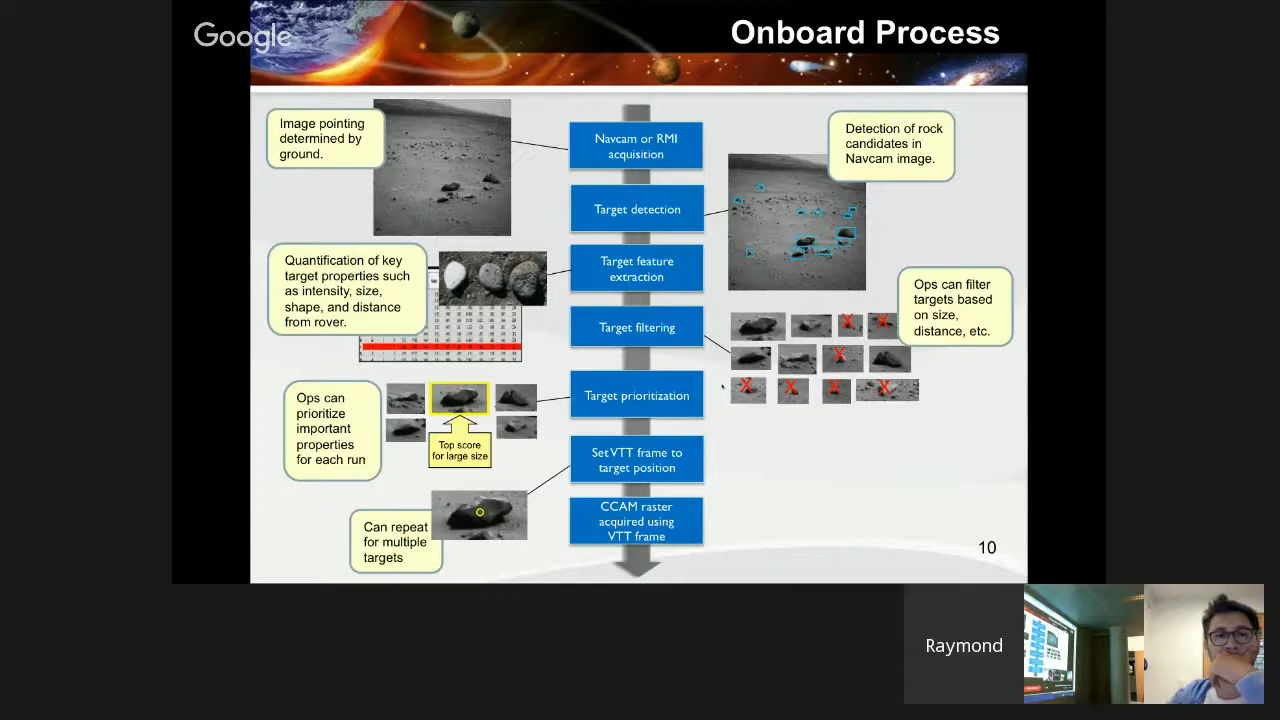 Google
Onboard Process
Image pointing
determined by
ground.
Navcam or RMI
acquisition
Detection of rock
candidates in
Navcam image.
Target detection
Quantification of key
target properties such
as intensity, size,
shape, and distance
from rover.
Target feature
extraction
Ops can filter
targets based
on size,
distance, etc.
Target filtering
X X
X
X X X X
Ops can
prioritize
important
properties
for each run
Top score
for large size
Target prioritization
Set VTT frame to
target position
Can repeat
for multiple
targets
CCAM raster
acquired using
VTT frame
10
Raymond